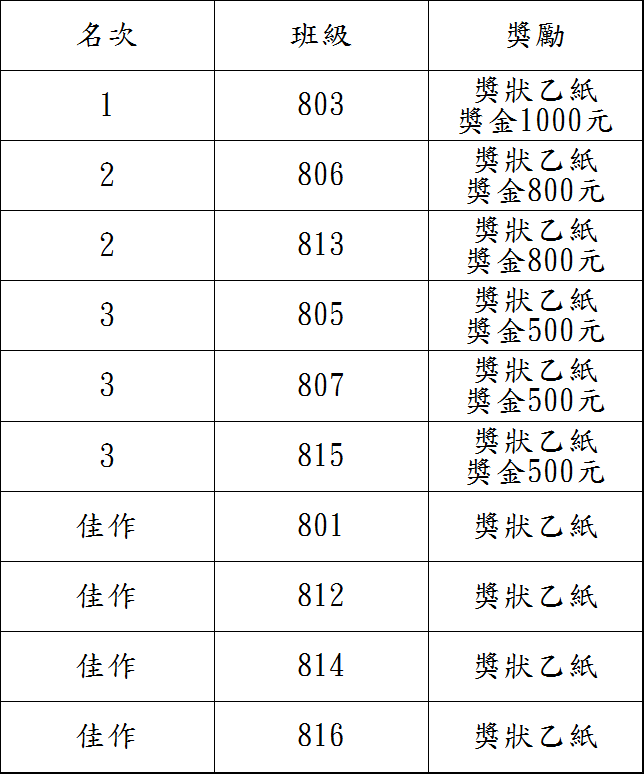 名次 班級 獎勵
1 803 獎狀乙紙
獎金1000元
2 806 獎狀乙紙
獎金800元
2 813 獎狀乙紙
獎金800元
3 805 獎狀乙紙
獎金500元
3 807 獎狀乙紙
獎金500元
3 815 獎狀乙紙
獎金500元
佳作 801 獎狀乙紙
佳作 812 獎狀乙紙
佳作 814 獎狀乙紙
佳作 816 獎狀乙紙